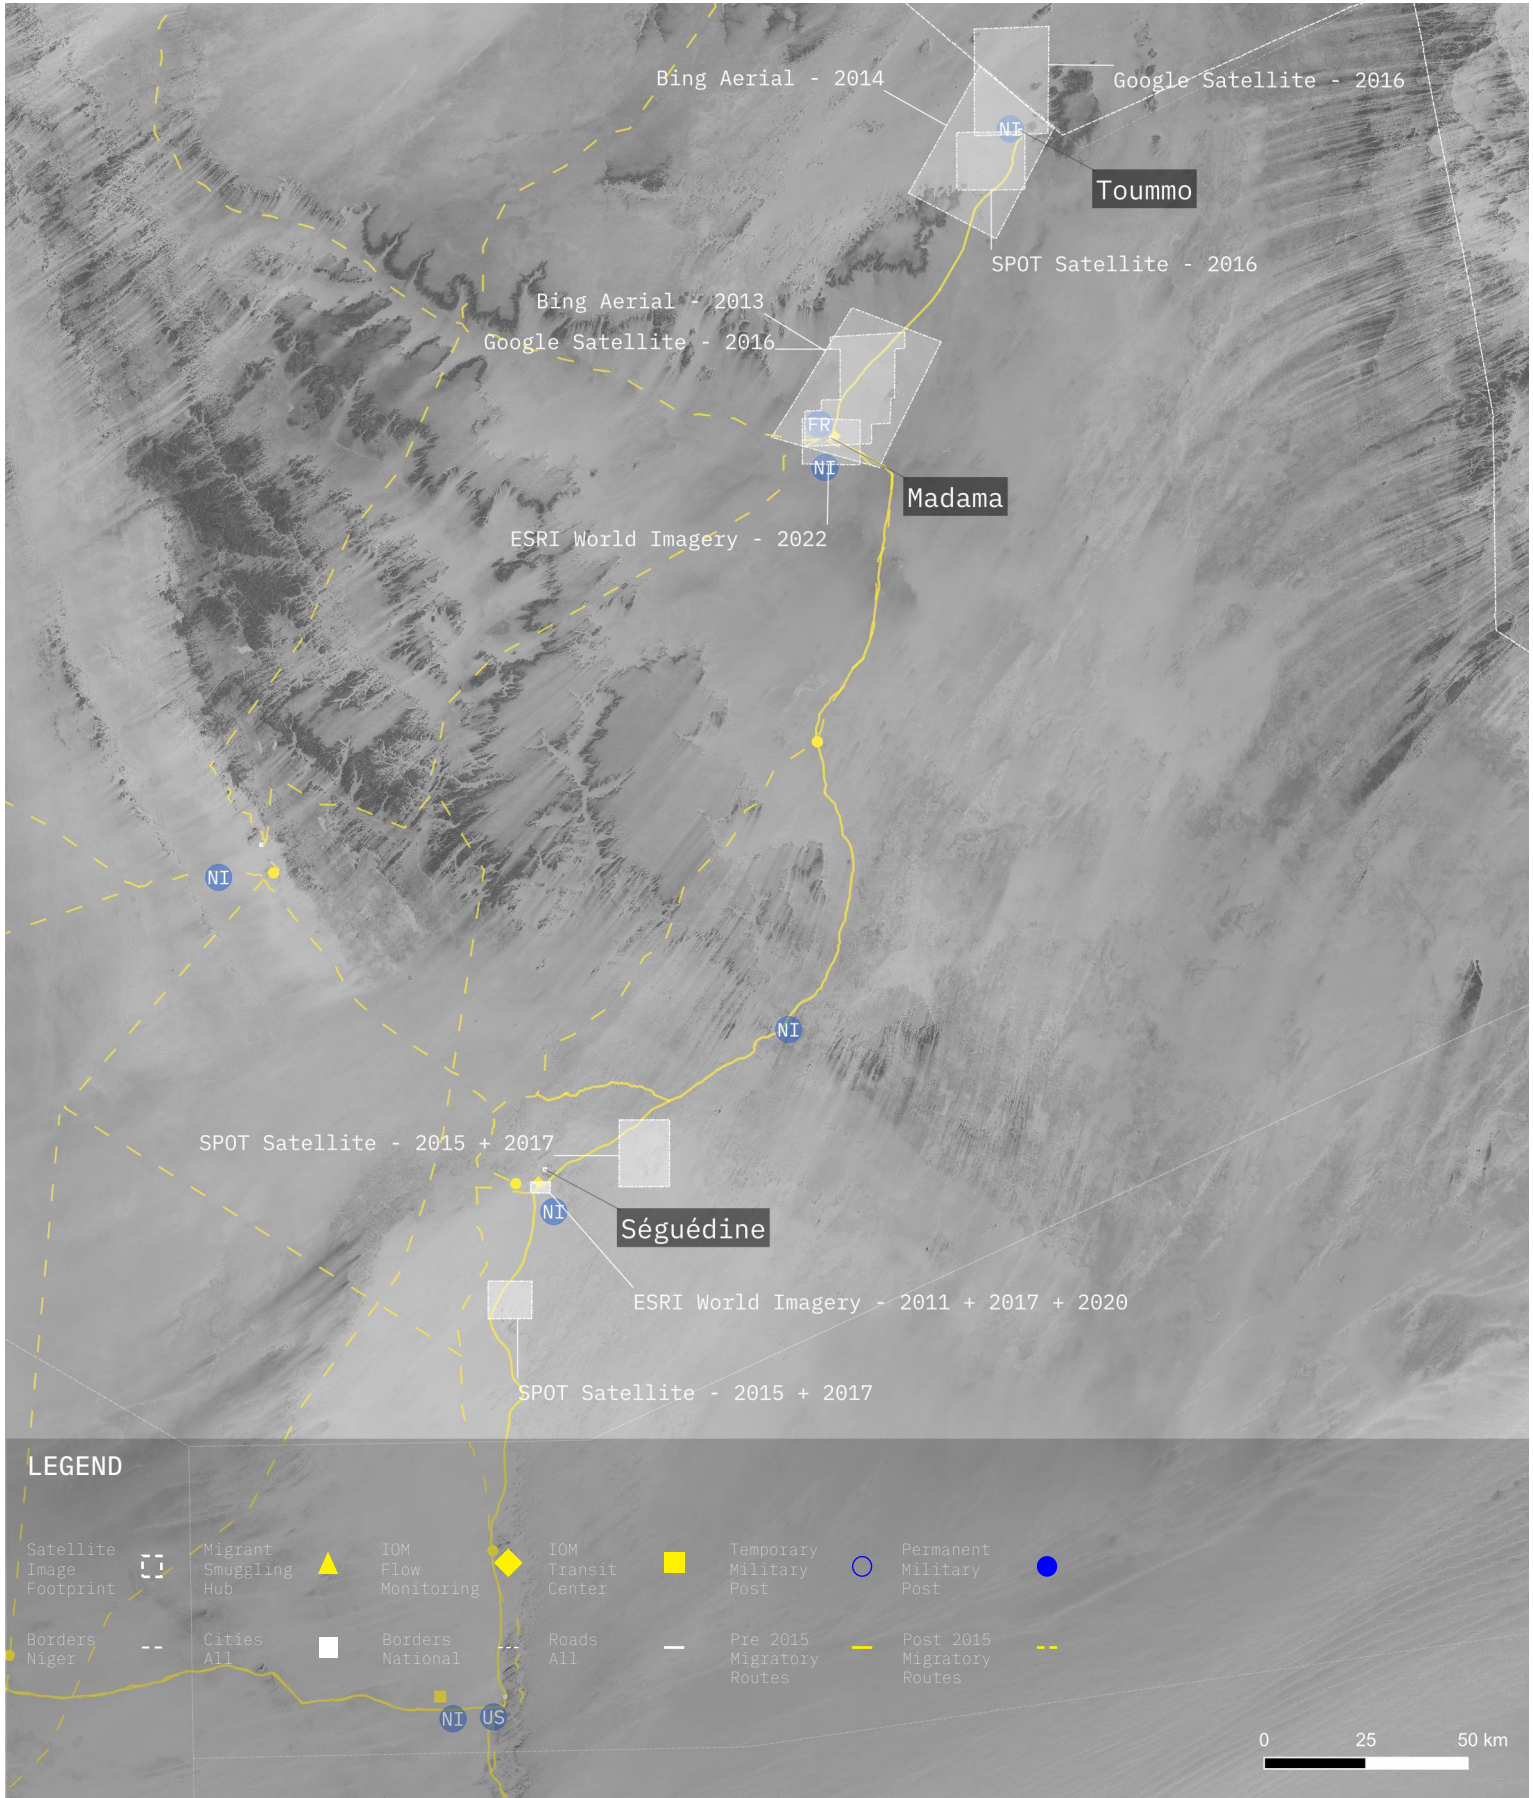 Bing Aerial - 2014
Google Satellite - 2016
NI
Toummo
SPOT Satellite - 2016
Bing Aerial - 2013
Google Satellite - 2016
FR
NI
Madama
ESRI World Imagery - 2022
NI
NI
SPOT Satellite - 2015 + 2017
NI
Séguédine
ESRI World Imagery - 2011 + 2017 + 2020
SPOT Satellite - 2015 + 2017
LEGEND
Satellite
Image
Footprint
Migrant
Smuggling
Hub
IOM
Flow
Monitoring
IOM
Transit
Center
Temporary
Military
Post
Permanent
Military
Post
Borders
Niger
Cities
All
Borders
National
Roads
All
Pre 2015
Migratory
Routes
Post 2015
Migratory
Routes
NI
US
0 25 50 km